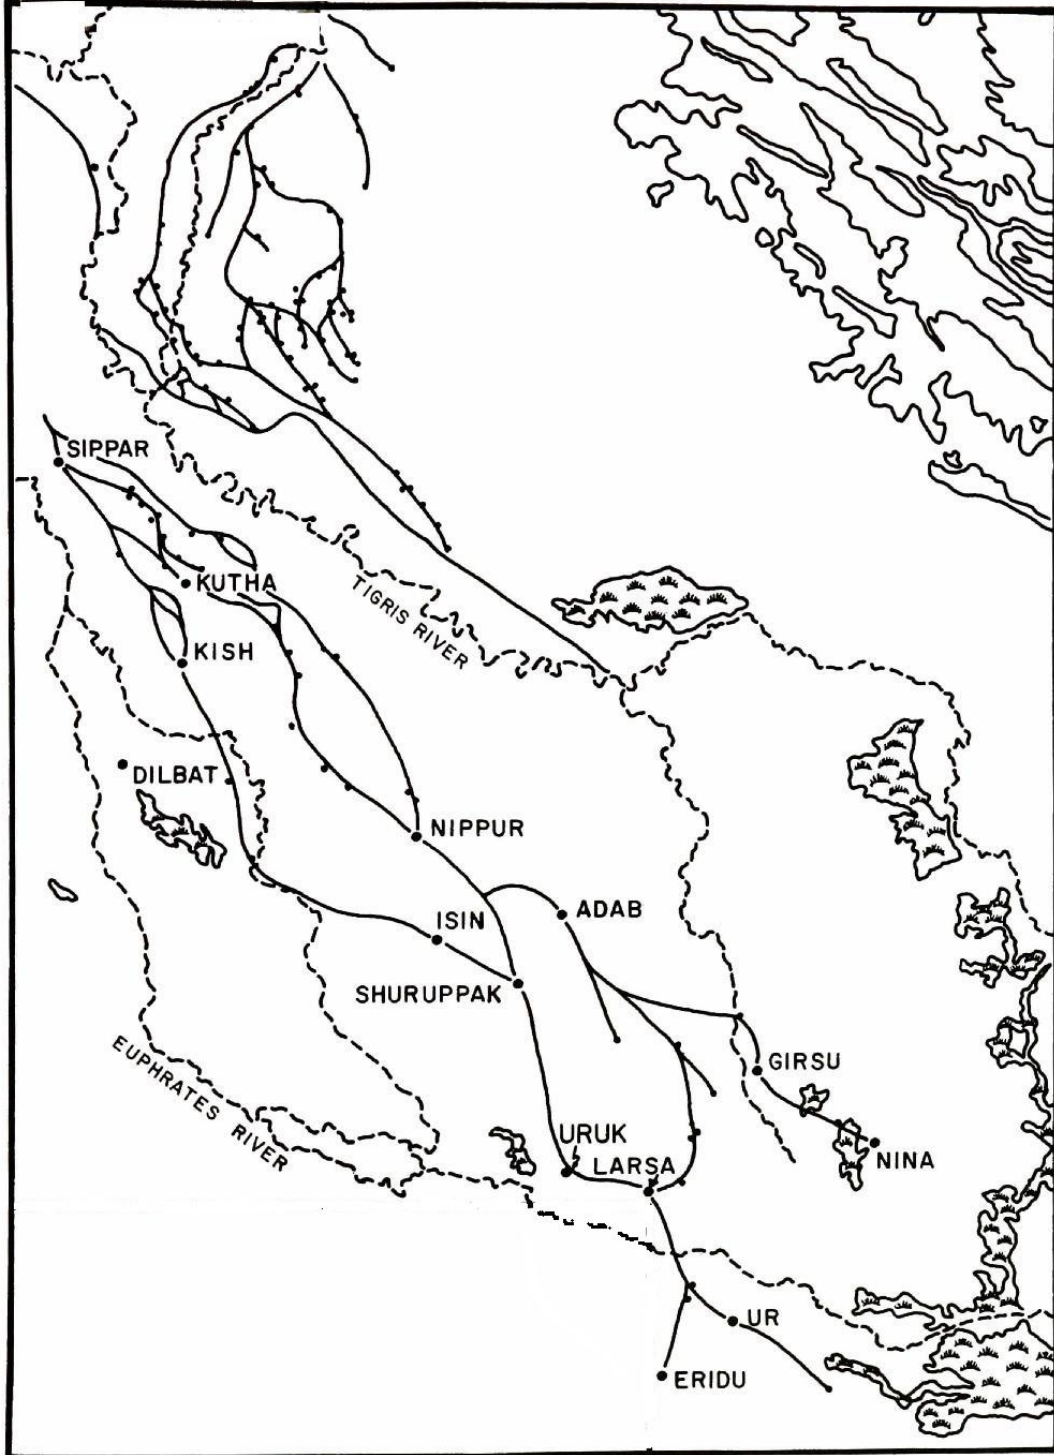 SIPPAR
KUTHA
TIGRIS RIVER
KISH
DILBAT
NIPPUR
ADAB
ISIN
SHURUPPAK
EUPHRATES RIVER
GIRSU
URUK
LARSA
NINA
UR
ERIDU